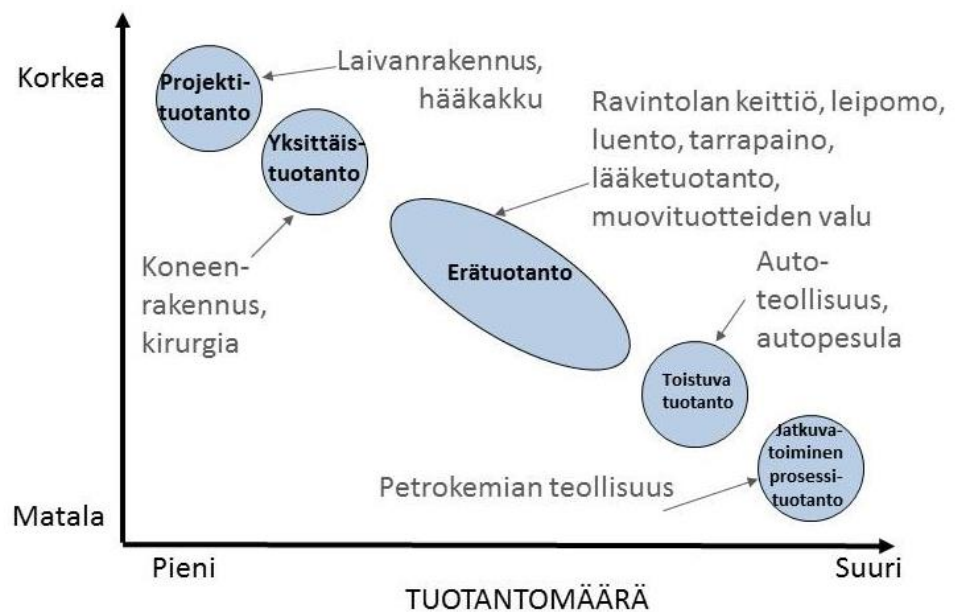 Korkea
Projekti-
tuotanto
Laivanrakennus,
hääkakku
Yksittäis-
tuotanto
Ravintolan keittiö, leipomo,
luento, tarrapaino,
lääketuotanto,
muovituotteiden valu
Koneen-
rakennus,
kirurgia
Erätuotanto
Auto-
teollisuus,
autopesula
Toistuva
tuotanto
Jatkuva-
toiminen
prosessi-
tuotanto
Petrokemian teollisuus
Matala
Pieni
Suuri
TUOTANTOMÄÄRÄ